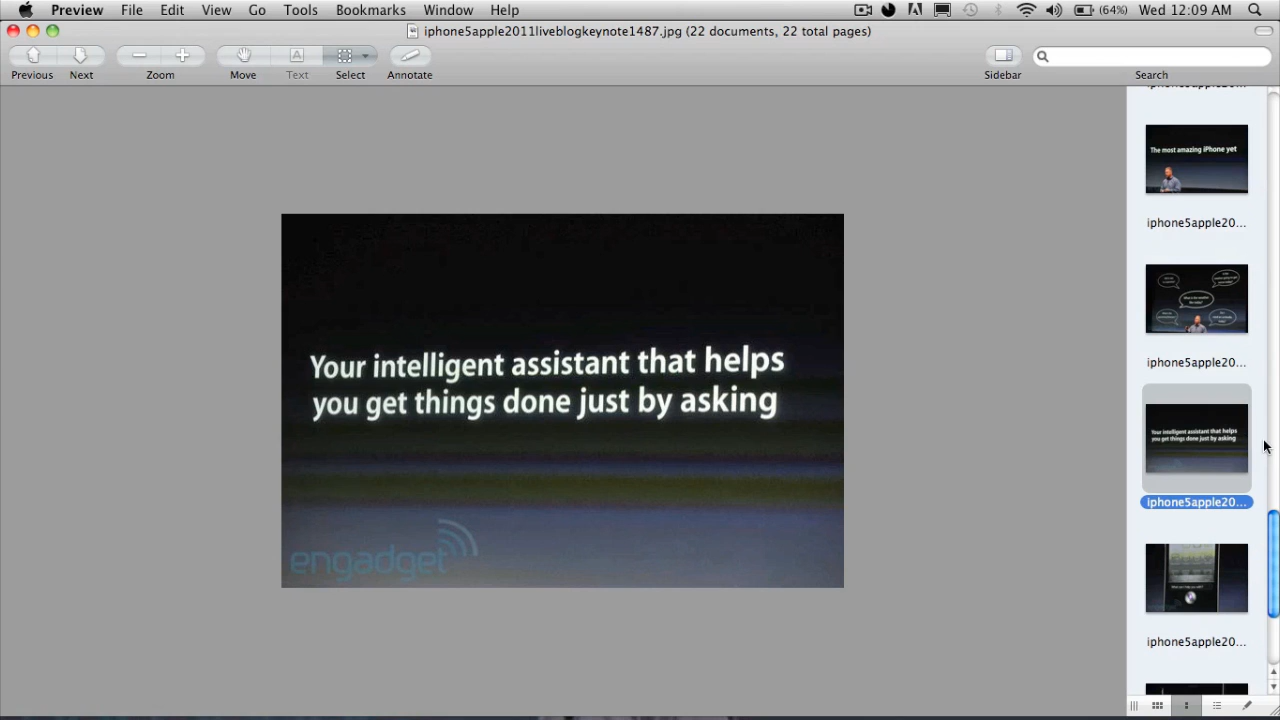 Preview File Edit View Go Tools Bookmarks Window Help (64%) Wed 12:09 AM
iphone5apple2011liveblogkeynote1487.jpg (22 documents, 22 total pages)
Previous Next Zoom Move Text Select Annotate Sidebar Search
iphone5apple20...
The most amazing iPhone yet
iphone5apple20...
iphone5apple20...
Your intelligent assistant that helps
you get things done just by asking
engadget
Your intelligent assistant that helps
you get things done just by asking
iphone5apple20...
iphone5apple20...